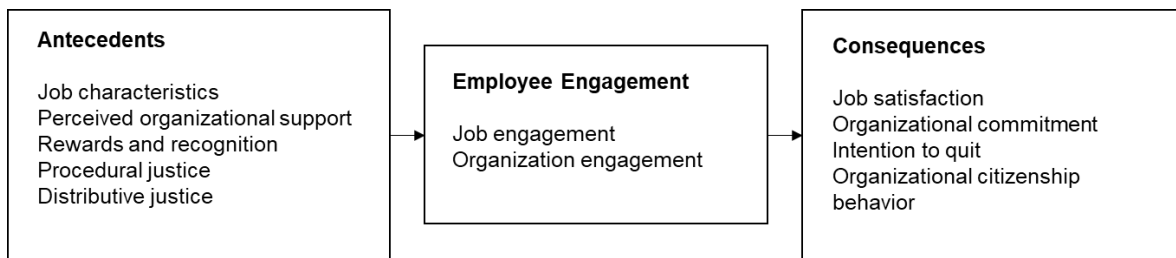 Antecedents
Job characteristics
Perceived organizational support
Rewards and recognition
Procedural justice
Distributive justice
Employee Engagement
Job engagement
Organization engagement
Consequences
Job satisfaction
Organizational commitment
Intention to quit
Organizational citizenship
behavior